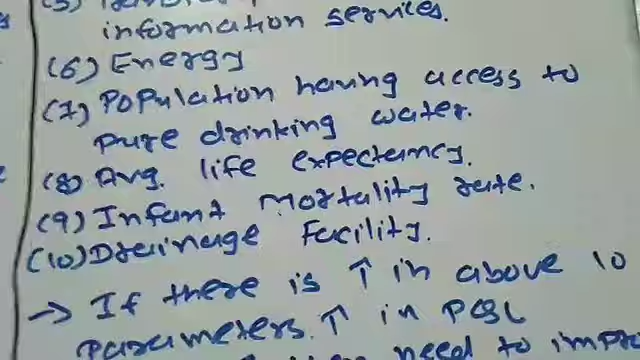 information services.
(6) Energy
(7) Population having access to
pure drinking water.
(8) Avg. life expectancy.
(9) Infant mortality rate.
(10) Drainage Facility.
→ If there is ↑ in above 10
parameters. ↑ in PQL
need to impro